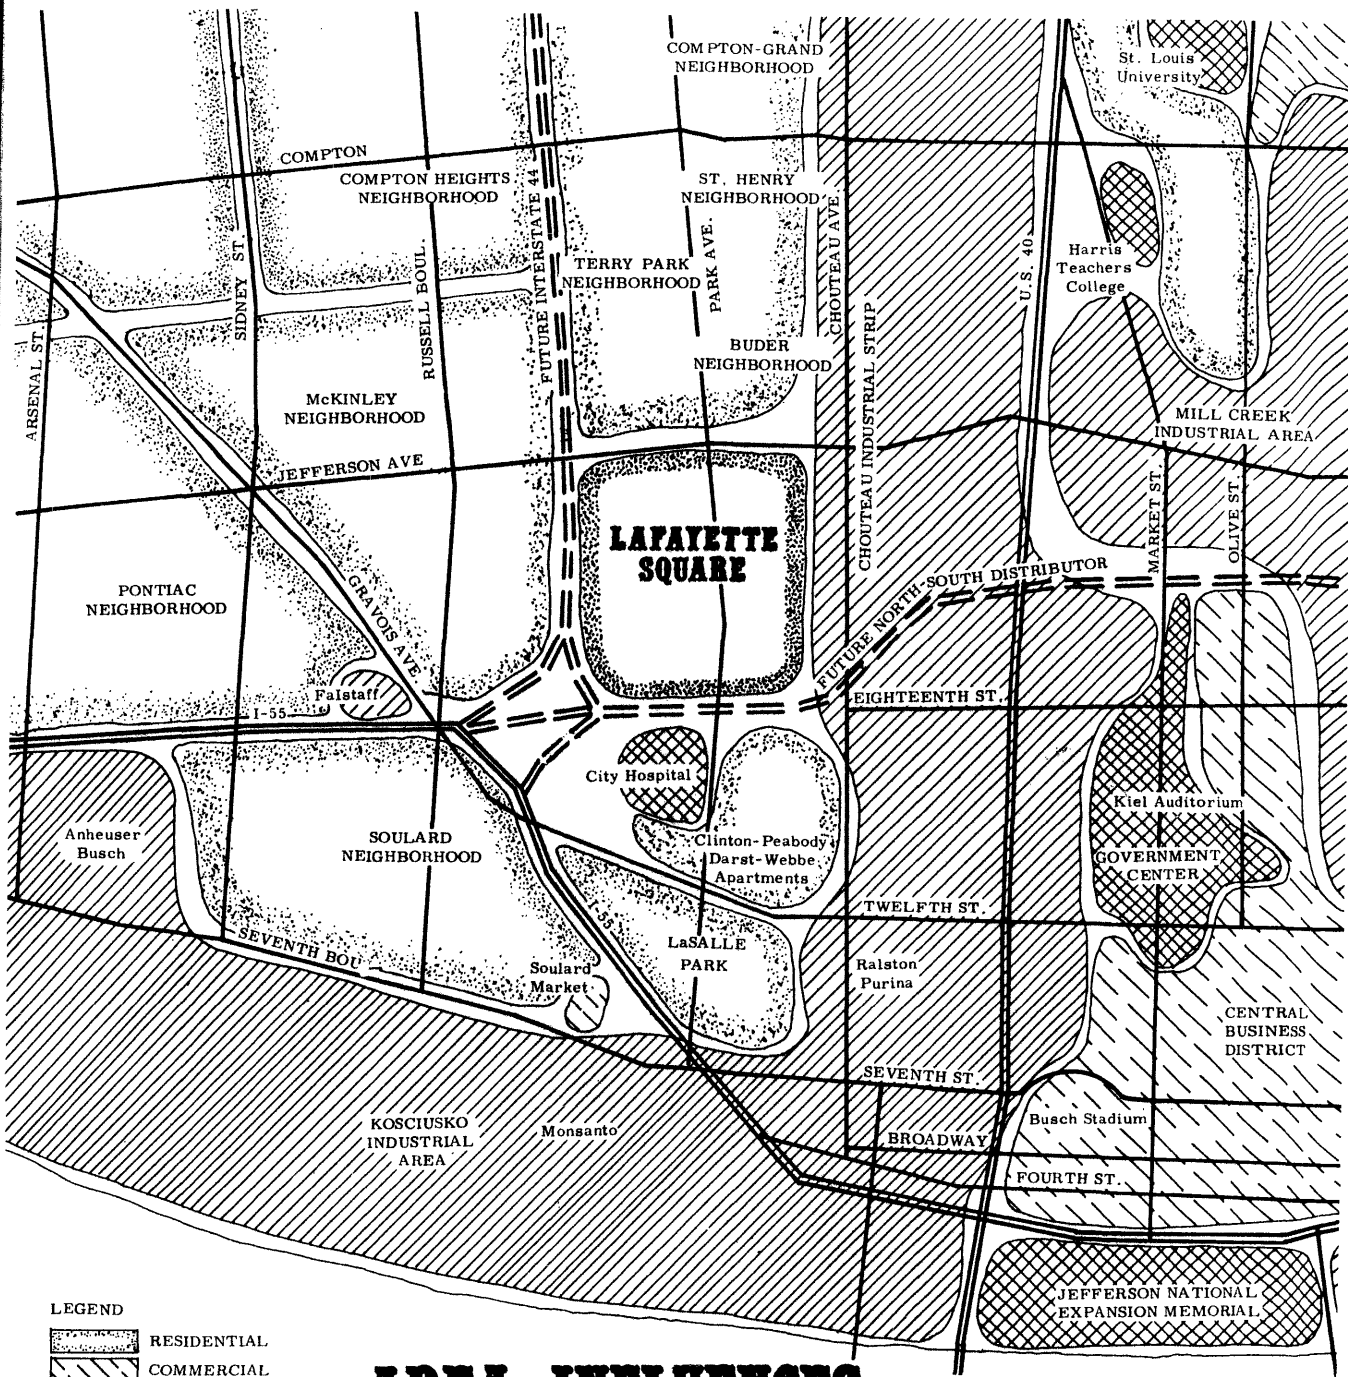 COMPTON-GRAND
NEIGHBORHOOD
St. Louis
University
COMPTON
COMPTON HEIGHTS
NEIGHBORHOOD
ST. HENRY
NEIGHBORHOOD
SIDNEY ST.
RUSSELL BOUL.
FUTURE INTERSTATE 44
TERRY PARK
NEIGHBORHOOD
PARK AVE.
CHOUTEAU AVE.
U.S. 40
Harris
Teachers
College
ARSENAL ST.
BUDER
NEIGHBORHOOD
McKINLEY
NEIGHBORHOOD
CHOUTEAU INDUSTRIAL STRIP
MILL CREEK
INDUSTRIAL AREA
JEFFERSON AVE
MARKET ST.
OLIVE ST.
LAFAYETTE
SQUARE
PONTIAC
NEIGHBORHOOD
GRAVOIS AVE
FUTURE NORTH-SOUTH DISTRIBUTOR
Falstaff
I-55
EIGHTEENTH ST.
City Hospital
Kiel Auditorium
Anheuser
Busch
SOULARD
NEIGHBORHOOD
Clinton-Peabody
Darst-Webbe
Apartments
GOVERNMENT
CENTER
TWELFTH ST.
I-55
SEVENTH BOU
LaSALLE
PARK
Soulard
Market
Ralston
Purina
CENTRAL
BUSINESS
DISTRICT
SEVENTH ST.
KOSCIUSKO
INDUSTRIAL
AREA
Monsanto
Busch Stadium
BROADWAY
FOURTH ST.
JEFFERSON NATIONAL
EXPANSION MEMORIAL
LEGEND
RESIDENTIAL
COMMERCIAL
AREA INFLUENCES